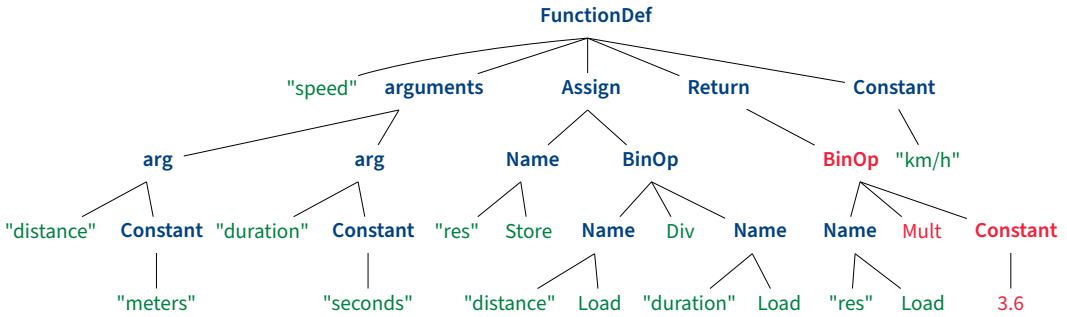 FunctionDef
"speed" arguments Assign Return Constant
arg arg Name BinOp BinOp "km/h"
"distance" Constant "duration" Constant "res" Store Name Div Name Name Mult Constant
"meters" "seconds" "distance" Load "duration" Load "res" Load 3.6